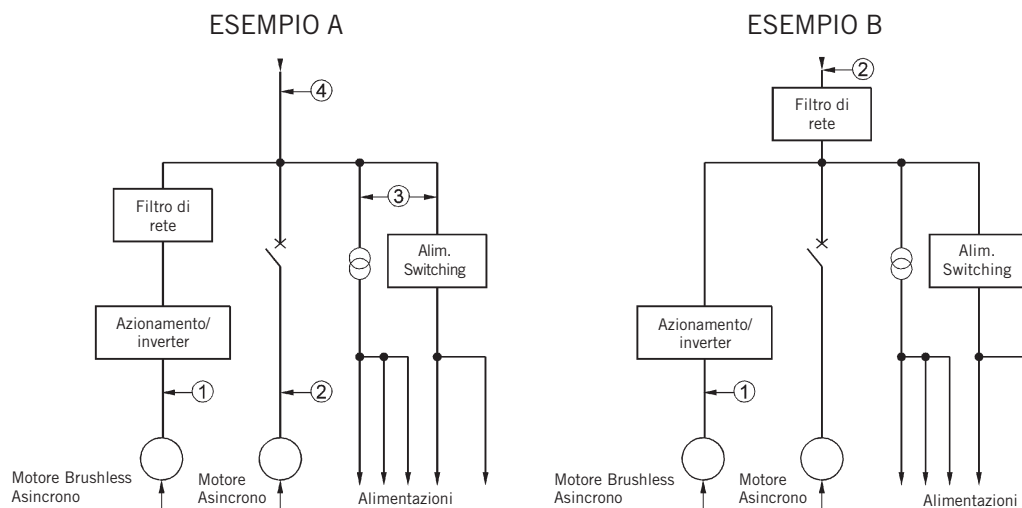 ESEMPIO A
4
Filtro di
rete
3
Alim.
Switching
Azionamento/
inverter
1
2
Motore Brushless
Asincrono
Motore
Asincrono
Alimentazioni
ESEMPIO B
2
Filtro di
rete
Alim.
Switching
Azionamento/
inverter
1
Motore Brushless
Asincrono
Motore
Asincrono
Alimentazioni